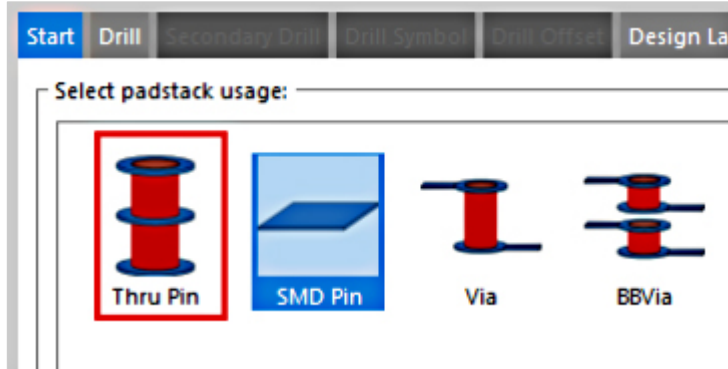 Start Drill Secondary Drill Drill Symbol Drill Offset Design La
Select padstack usage:
Thru Pin SMD Pin Via BBVia